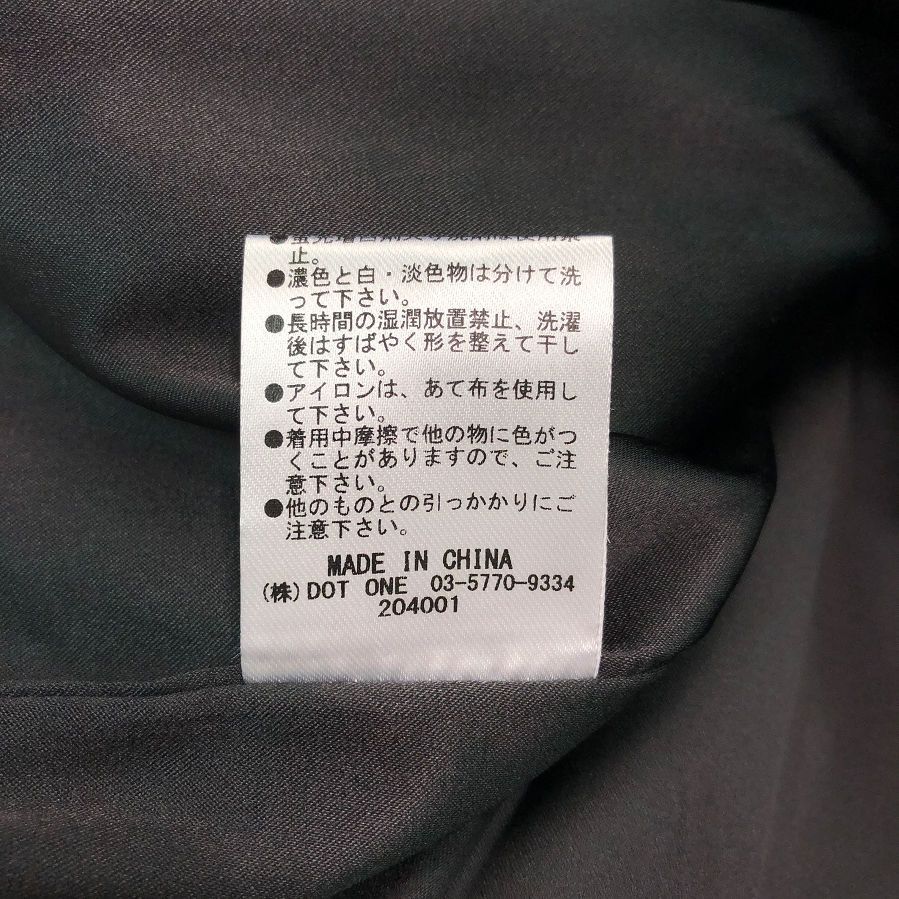 止。
●濃色と白・淡色物は分けて洗
って下さい。
●長時間の湿潤放置禁止、洗濯
後はすばやく形を整えて干し
て下さい。
●アイロンは、あて布を使用し
て下さい。
●着用中摩擦で他の物に色がつ
くことがありますので、ご注
意下さい。
●他のものとの引っかかりにご
注意下さい。
MADE IN CHINA
(株)DOT ONE 03-5770-9334
204001